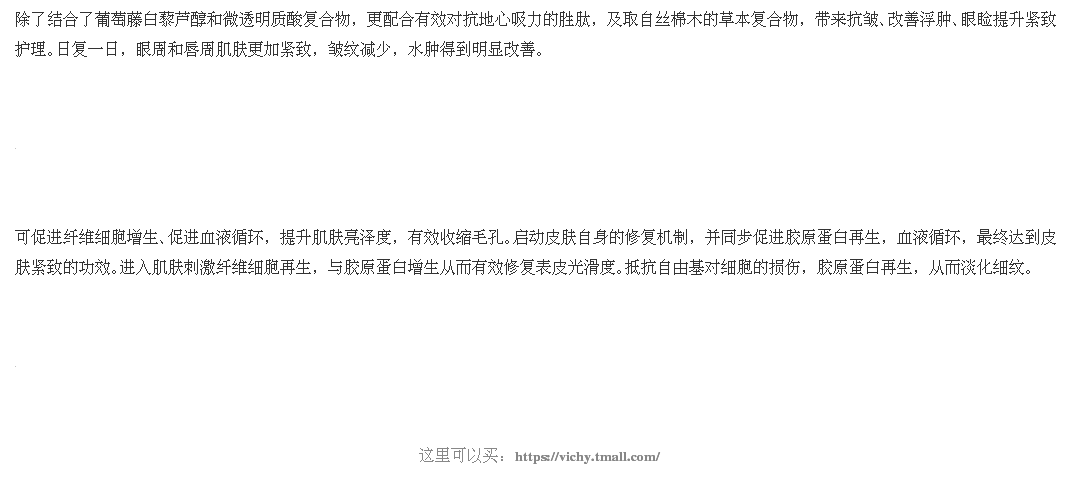 除了结合了葡萄藤白藜芦醇和微透明质酸复合物，更配合有效对抗地心吸力的胜肽，及取自丝棉木的草本复合物，带来抗皱、改善浮肿、眼睑提升紧致
护理。日复一日，眼周和唇周肌肤更加紧致，皱纹减少，水肿得到明显改善。
可促进纤维细胞增生、促进血液循环，提升肌肤亮泽度，有效收缩毛孔。启动皮肤自身的修复机制，并同步促进胶原蛋白再生，血液循环，最终达到皮
肤紧致的功效。进入肌肤刺激纤维细胞再生，与胶原蛋白增生从而有效修复表皮光滑度。抵抗自由基对细胞的损伤，胶原蛋白再生，从而淡化细纹。
这里可以买：https://vichy.tmall.com/